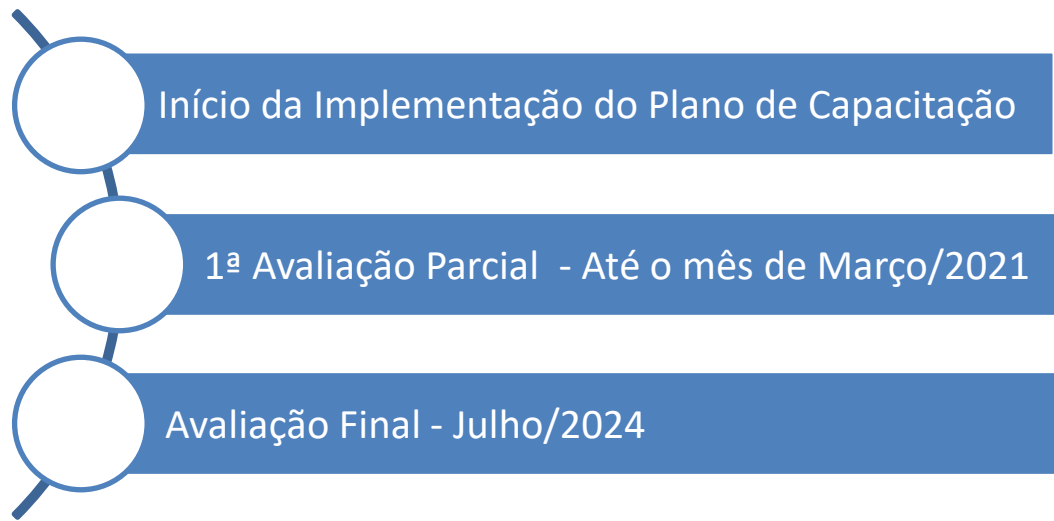 Início da Implementação do Plano de Capacitação
1ª Avaliação Parcial - Até o mês de Março/2021
Avaliação Final - Julho/2024